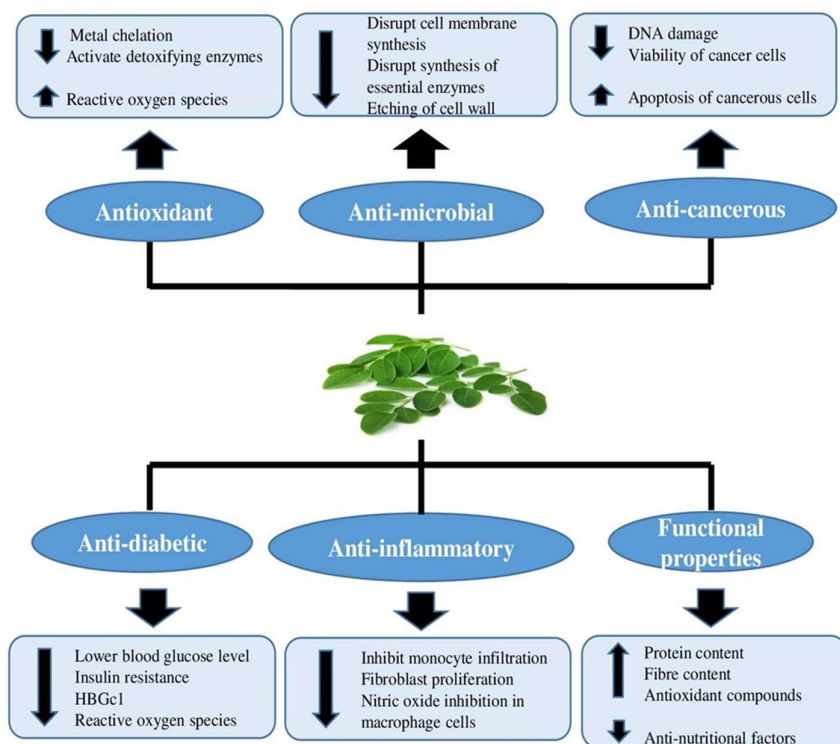 Metal chelation
Activate detoxifying enzymes
Reactive oxygen species
Disrupt cell membrane
synthesis
Disrupt synthesis of
essential enzymes
Etching of cell wall
DNA damage
Viability of cancer cells
Apoptosis of cancerous cells
Antioxidant
Anti-microbial
Anti-cancerous
Anti-diabetic
Anti-inflammatory
Functional
properties
Lower blood glucose level
Insulin resistance
HBGc1
Reactive oxygen species
Inhibit monocyte infiltration
Fibroblast proliferation
Nitric oxide inhibition in
macrophage cells
Protein content
Fibre content
Antioxidant compounds
Anti-nutritional factors